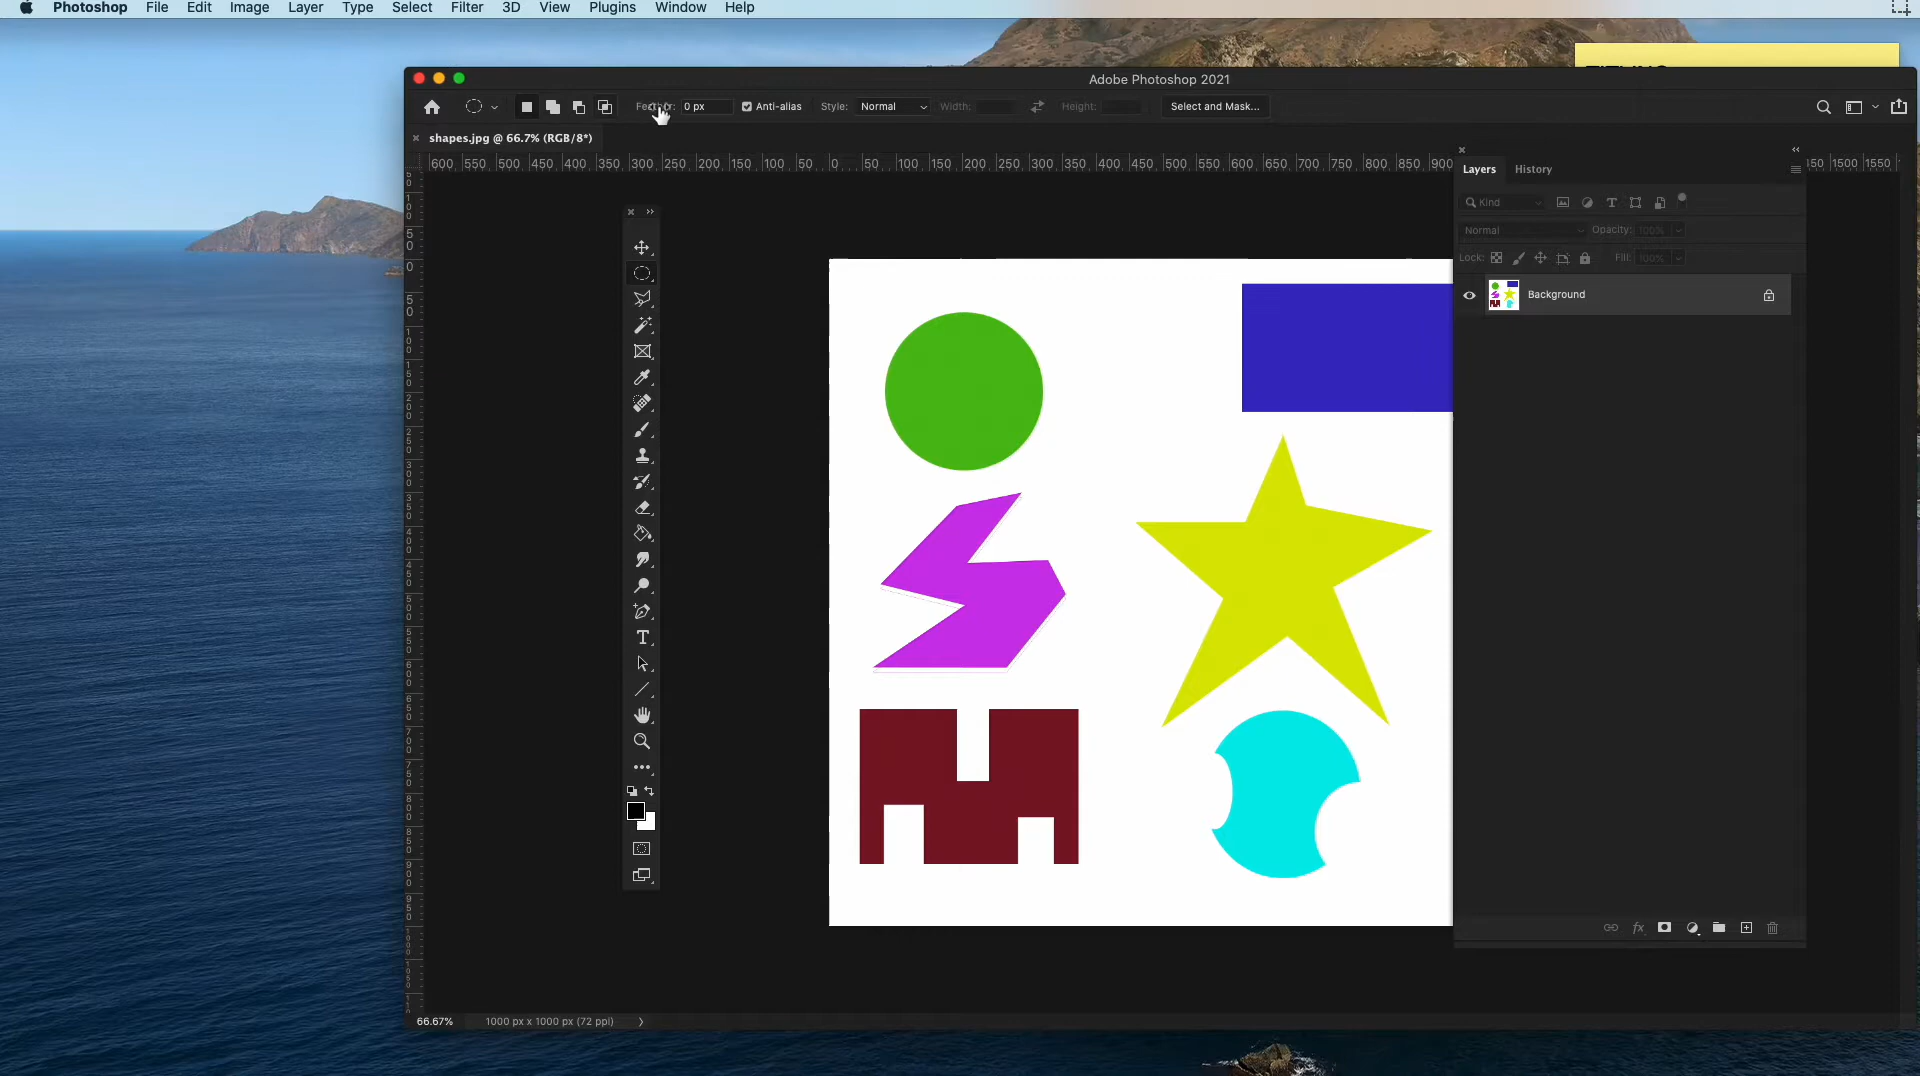 Photoshop File Edit Image Layer Type Select Filter 3D View Plugins Window Help
Adobe Photoshop 2021
0 px Anti-alias Style: Normal Width: Height: Select and Mask...
shapes.jpg @ 66.7% (RGB/8*)
600 550 500 450 400 350 300 250 200 150 100 50 0 50 100 150 200 250 300 350 400 450 500 550 600 650 700 750 800 850 900 1500 1550
Layers History
Kind
Normal Opacity: 100%
Lock: Fill: 100%
Background
66.67% 1000 px x 1000 px (72 ppi)